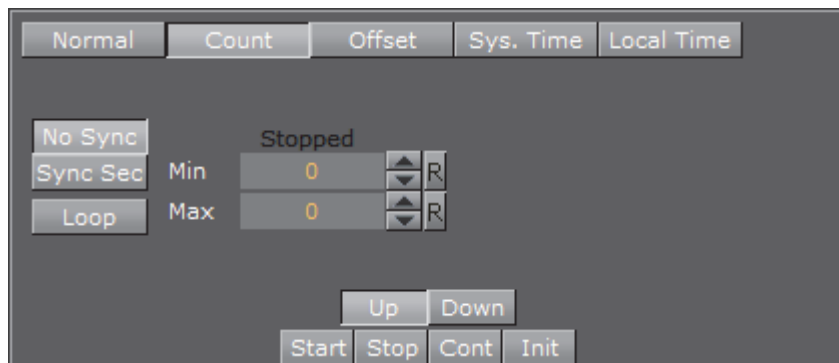 Normal Count Offset Sys. Time Local Time
No Sync Stopped
Sync Sec Min 0 R
Loop Max 0 R
Up Down
Start Stop Cont Init